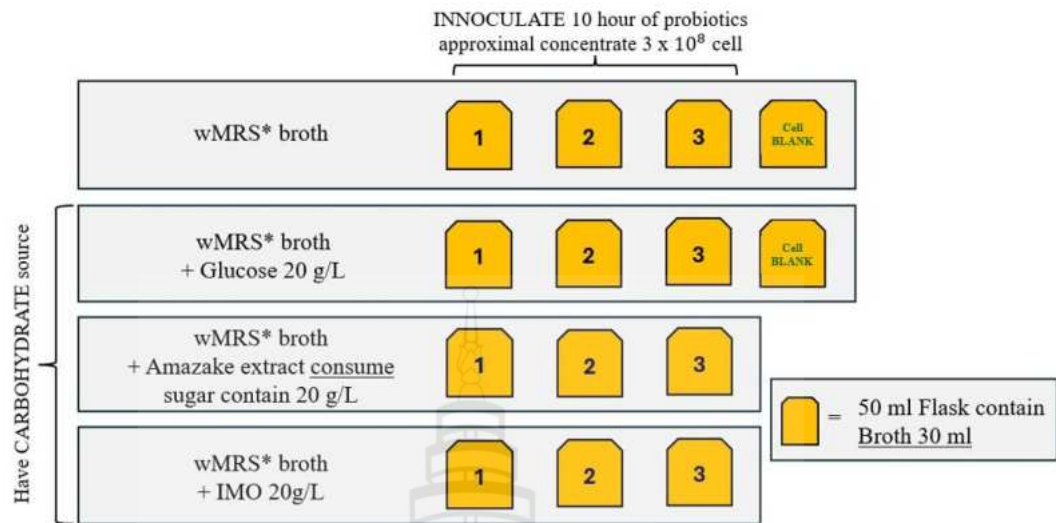 INNOCULATE 10 hour of probiotics
approximal concentrate 3 x 10⁸ cell
wMRS* broth
1
2
3
Cell
BLANK
Have CARBOHYDRATE source
wMRS* broth
+ Glucose 20 g/L
1
2
3
Cell
BLANK
wMRS* broth
+ Amazake extract consume
sugar contain 20 g/L
1
2
3
wMRS* broth
+ IMO 20g/L
1
2
3
= 50 ml Flask contain
Broth 30 ml